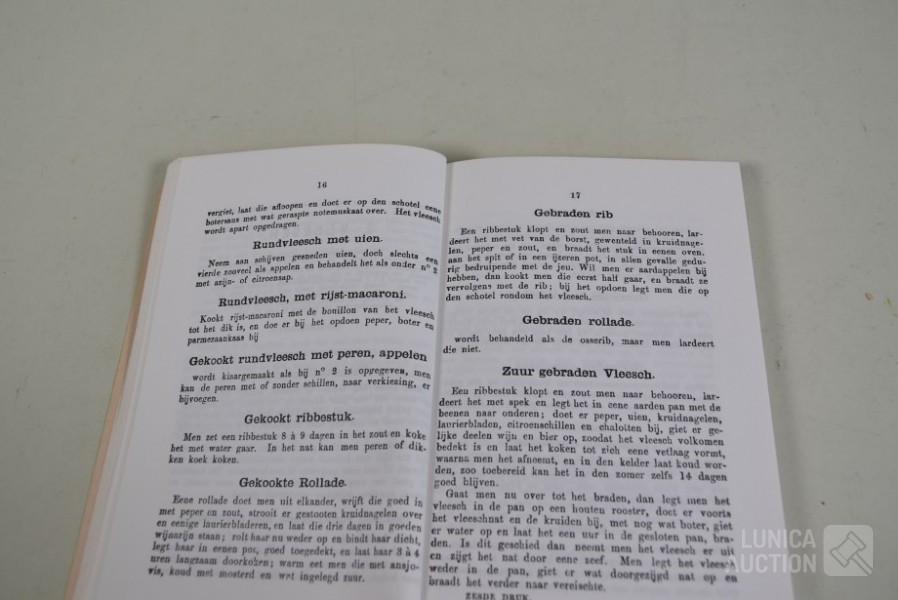 16
vergiet, laat die afloopen en doet er op den schotel eene
botersaus met wat geraspte notemuskaat over. Het vleesch
wordt apart opgedragen.
Rundvleesch met uien.
Neem aan schijven gesneden uien, doch slechts een
vierde zooveel als appelen en behandelt het als onder nº 2
met azijn- of citroensap.
Rundvleesch, met rijst-macaroni.
Kookt rijst-macaroni met de bouillon van het vleesch
tot het dik is, en doe er bij het opdoen peper, boter en
parmezaankaas bij
Gekookt rundvleesch met peren, appelen
wordt klaargemaakt als bij nº 2 is opgegeven, men
kan de peren met of zonder schillen, naar verkiezing, er
bijvoegen.
Gekookt ribbestuk.
Men zet een ribbestuk 8 à 9 dagen in het zout en koke
het met water gaar. In het nat kan men peren of dik-
ken koek koken.
Gekookte Rollade.
Eene rollade doet men uit elkander, wrijft die goed in
met peper en zout, strooit er gestooten kruidnagelen over
en eenige laurierbladeren, en laat die drie dagen in goeden
wijnazijn staan; rolt haar nu weder op en bindt haar dicht,
legt haar in eenen pot, goed toegedekt, en laat haar 3 à 4
uren langzaam doorkoken; warm eet men die met ansjo-
vis, koud met mosterd en wat ingelegd zuur.
17
Gebraden rib
Een ribbestuk klopt en zout men naar behooren, lar-
deert het met vet van de borst, gewenteld in kruidnage-
len, peper en zout, en braadt het stuk in eenen oven.
aan het spit of in een ijzeren pot, in allen gevalle gedu-
rig bedruipende met de jeu. Wil men er aardappelen bij
hebben, dan kookt men die eerst half gaar, en braadt ze
vervolgens met de rib; bij het opdoen legt men die op
den schotel rondom het vleesch.
Gebraden rollade.
wordt behandeld als de osserib, maar men lardeert
die niet.
Zuur gebraden Vleesch.
Een ribbestuk klopt en zout men naar behooren, lar-
deert het met spek en legt het in eene aarden pan met de
beenen naar onderen; doet er peper, uien, kruidnagelen,
laurierbladen, citroenschillen en chaloiten bij, giet er ge-
lijke deelen wijn en bier op, zoodat het vleesch volkomen
bedekt is en laat het koken tot zich eene vetlaag vormt,
waarna men het afneemt, en in den kelder laat koud wor-
den, zoo toebereid kan het in den zomer zelfs 14 dagen
goed blijven.
Gaat men nu over tot het braden, dan legt men het
vleesch in de pan op een houten rooster, doet er voorts
het vleeschnat en de kruiden bij, met nog wat boter, giet
er water op en laat het een uur in de gesloten pan, bra-
den. Is dit geschied dan neemt men het vleesch er uit
en zijgt het nat door eene zeef. Men legt het vleesch
weder in de pan, giet er wat doorgezijgd nat op en
braadt het verder naar vereischte.
ZESDE DRUK.
LUNICA
AUCTION